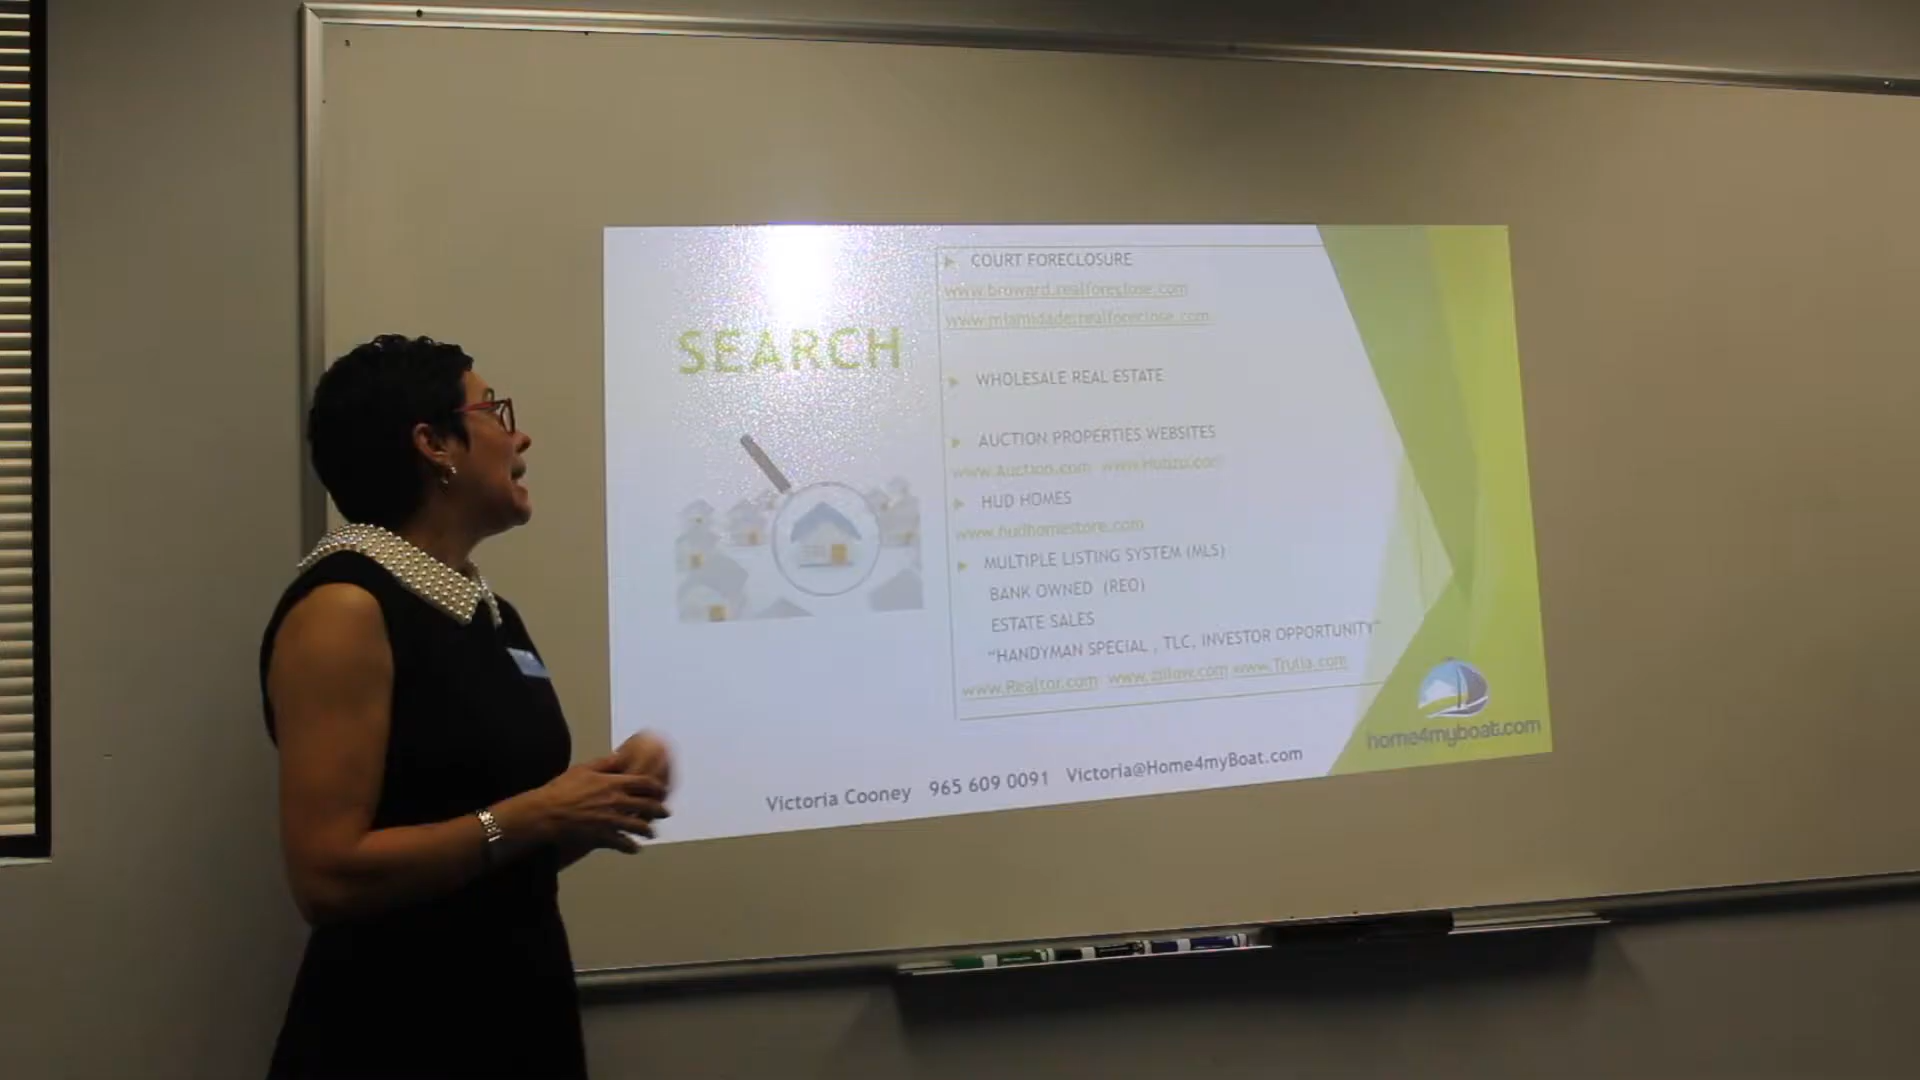 SEARCH
COURT FORECLOSURE
www.broward.realforeclose.com
www.miamidade.realforeclose.com
WHOLESALE REAL ESTATE
AUCTION PROPERTIES WEBSITES
www.Auction.com www.Hubzu.com
HUD HOMES
www.hudhomestore.com
MULTIPLE LISTING SYSTEM (MLS)
BANK OWNED (REO)
ESTATE SALES
"HANDYMAN SPECIAL , TLC, INVESTOR OPPORTUNITY"
www.Realtor.com www.zillow.com www.Trulia.com
home4myboat.com
Victoria Cooney 965 609 0091 Victoria@Home4myBoat.com